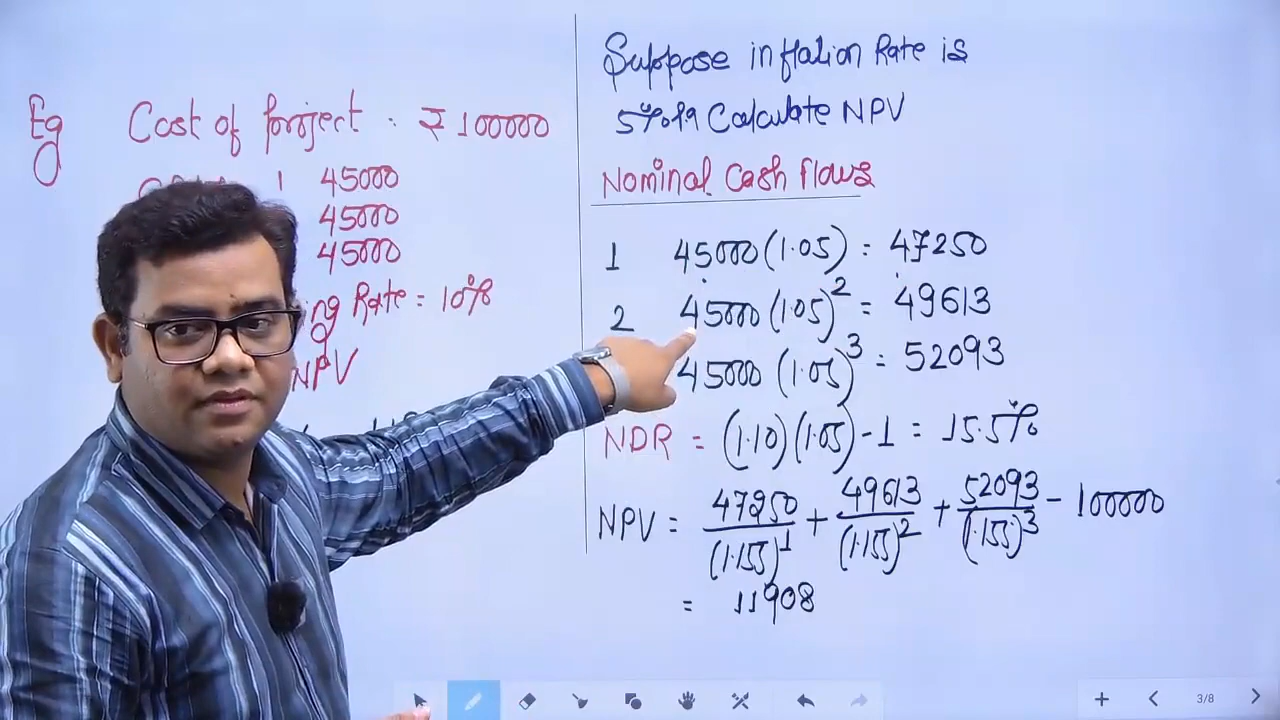 Eg Cost of Project : ₹ 100000
1 45000
45000
45000
Rate = 10%
NPV
Suppose inflation Rate is
5% Calculate NPV
Nominal Cash flows
1 45000 (1.05) = 47250
2 45000 (1.05)² = 49613
45000 (1.05)³ = 52093
NDR = (1.10)(1.05)-1 = 15.5%
NPV = 47250/(1.155)¹ + 49613/(1.155)² + 52093/(1.155)³ - 100000
= 11908
3/8